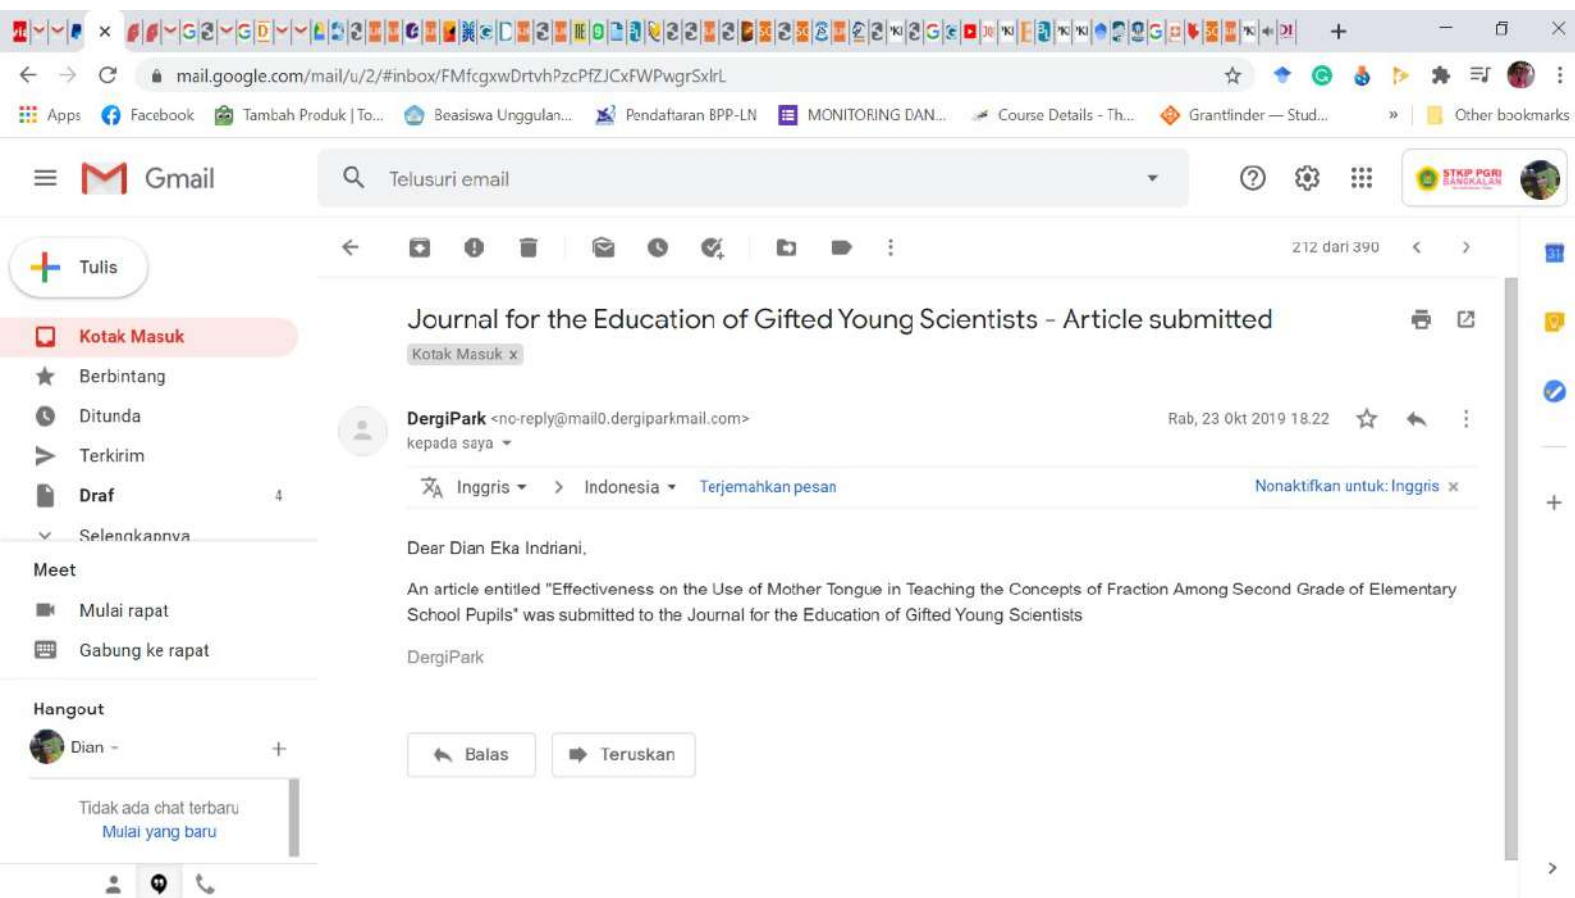 mail.google.com/mail/u/2/#inbox/FMfcgxwDrtvhPzcPfZJCxFWPwgrSxlrL
Apps Facebook Tambah Produk | To... Beasiswa Unggulan... Pendaftaran BPP-LN MONITORING DAN... Course Details - Th... Grantfinder — Stud... » Other bookmarks
Gmail
Telusuri email
STKIP PGRI
BANGKALAN
Tulis
212 dari 390
Journal for the Education of Gifted Young Scientists - Article submitted
Kotak Masuk x
Kotak Masuk
Berbintang
Ditunda
Terkirim
Draf 4
Selengkapnya
DergiPark <no-reply@mail0.dergiparkmail.com>
Rab, 23 Okt 2019 18.22
kepada saya
Inggris > Indonesia Terjemahkan pesan
Nonaktifkan untuk: Inggris x
Dear Dian Eka Indriani,
An article entitled "Effectiveness on the Use of Mother Tongue in Teaching the Concepts of Fraction Among Second Grade of Elementary
School Pupils" was submitted to the Journal for the Education of Gifted Young Scientists
DergiPark
Balas
Teruskan
Meet
Mulai rapat
Gabung ke rapat
Hangout
Dian
Tidak ada chat terbaru
Mulai yang baru
31